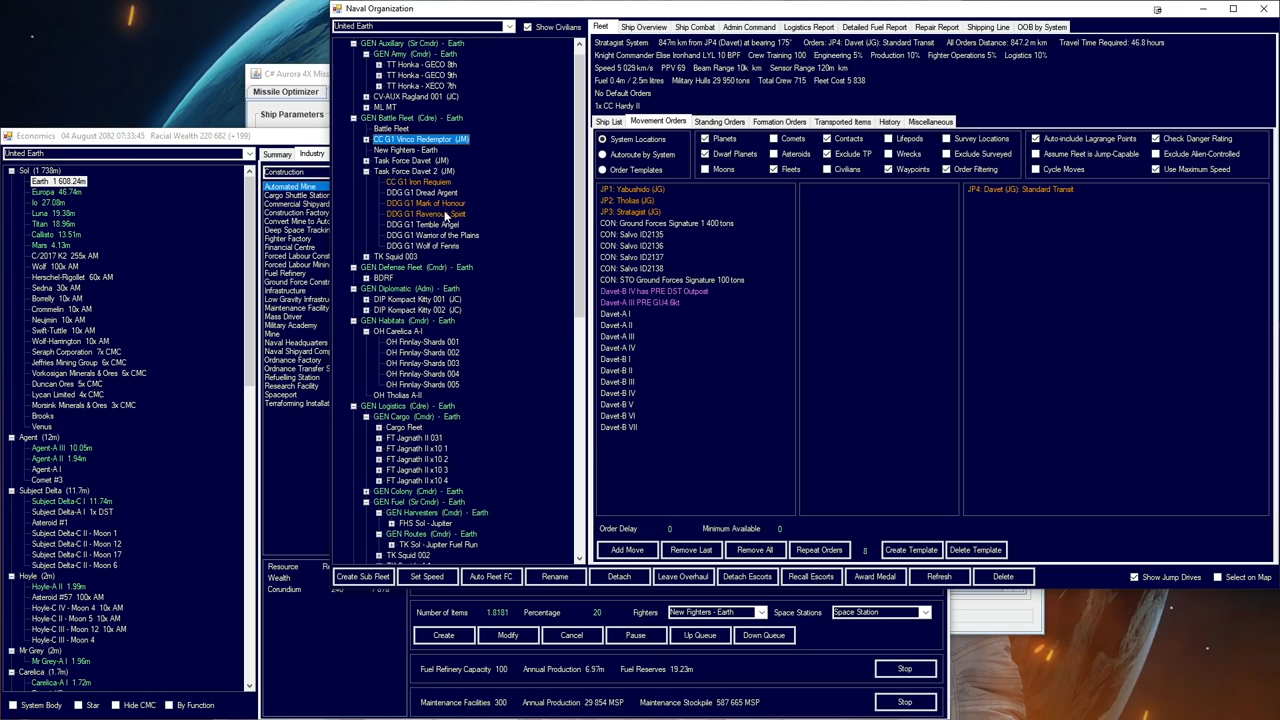 Naval Organization
United Earth
Show Civilians
GEN Auxillary (Sir Cmdr) - Earth
GEN Army (Cmdr) - Earth
TT Honka - GECO 8th
TT Honka - GECO 9th
TT Honka - XECO 7th
CV-AUX Ragland 001 (JC)
ML MT
GEN Battle Fleet (Cdre) - Earth
Battle Fleet
CC G1 Vinco Redemptor (JM)
New Fighters - Earth
Task Force Davet (JM)
Task Force Davet 2 (JM)
CC G1 Iron Requiem
DDG G1 Dread Argent
DDG G1 Mark of Honour
DDG G1 Ravenous Spirit
DDG G1 Terrible Angel
DDG G1 Warrior of the Plains
DDG G1 Wolf of Fenris
TK Squid 003
GEN Defense Fleet (Cmdr) - Earth
BDRF
GEN Diplomatic (Adm) - Earth
DIP Kompact Kitty 001 (JC)
DIP Kompact Kitty 002 (JC)
GEN Habitats (Cmdr) - Earth
OH Carelica A-I
OH Finnlay-Shards 001
OH Finnlay-Shards 002
OH Finnlay-Shards 003
OH Finnlay-Shards 004
OH Finnlay-Shards 005
OH Tholias A-II
GEN Logistics (Cdre) - Earth
GEN Cargo (Cmdr) - Earth
Cargo Fleet
FT Jagnath II 031
FT Jagnath II x10 1
FT Jagnath II x10 2
FT Jagnath II x10 3
FT Jagnath II x10 4
GEN Colony (Cmdr) - Earth
GEN Fuel (Sir Cmdr) - Earth
GEN Harvesters (Cmdr) - Earth
FHS Sol - Jupiter
GEN Routes (Cmdr) - Earth
TK Sol - Jupiter Fuel Run
TK Squid 002
Fleet
Ship Overview
Ship Combat
Admin Command
Logistics Report
Detailed Fuel Report
Repair Report
Shipping Line
OOB by System
Stratagist System 847m km from JP4 (Davet) at bearing 175° Orders: JP4: Davet (JG): Standard Transit All Orders Distance: 847.2 m km Travel Time Required: 46.8 hours
Knight Commander Elise Ironhand LYL 10 BPF Crew Training 100 Engineering 5% Production 10% Fighter Operations 5% Logistics 10%
Speed 5 029 km/s PPV 69 Beam Range 10k km Sensor Range 120m km
Fuel 0.4m / 2.5m litres Military Hulls 29 950 tons Total Crew 715 Fleet Cost 5 838
No Default Orders
1x CC Hardy II
Ship List
Movement Orders
Standing Orders
Formation Orders
Transported Items
History
Miscellaneous
System Locations
Autoroute by System
Order Templates
Planets
Comets
Contacts
Lifepods
Survey Locations
Dwarf Planets
Asteroids
Exclude TP
Wrecks
Exclude Surveyed
Moons
Fleets
Civilians
Waypoints
Order Filtering
Auto-include Lagrange Points
Check Danger Rating
Assume Fleet is Jump-Capable
Exclude Alien-Controlled
Cycle Moves
Use Maximum Speed
JP1: Yabushido (JG)
JP2: Tholias (JG)
JP3: Stratagist (JG)
CON: Ground Forces Signature 1 400 tons
CON: Salvo ID2135
CON: Salvo ID2136
CON: Salvo ID2137
CON: Salvo ID2138
CON: STO Ground Forces Signature 100 tons
Davet-B IV has PRE DST Outpost
Davet-A III PRE GU4.6kt
Davet-A I
Davet-A II
Davet-A III
Davet-A IV
Davet-B I
Davet-B II
Davet-B III
Davet-B IV
Davet-B V
Davet-B VI
Davet-B VII
JP4: Davet (JG): Standard Transit
Order Delay 0 Minimum Available 0
Add Move
Remove Last
Remove All
Repeat Orders
8
Create Template
Delete Template
Create Sub Fleet
Set Speed
Auto Fleet FC
Rename
Detach
Leave Overhaul
Detach Escorts
Recall Escorts
Award Medal
Refresh
Delete
Show Jump Drives
Select on Map
C# Aurora 4X Miss
Missile Optimizer
Ship Parameters
Economics 04 August 2082 07:33:45 Racial Wealth 220 682 (+199)
United Earth
Sol (1 738m)
Earth 1 608.24m
Europa 46.74m
Io 27.08m
Luna 19.38m
Titan 18.96m
Callisto 13.51m
Mars 4.13m
C/2017 K2 255x AM
Wolf 100x AM
Herschel-Rigollet 60x AM
Sedna 30x AM
Borrelly 10x AM
Crommelin 10x AM
Neujmin 10x AM
Swift-Tuttle 10x AM
Wolf-Harrington 10x AM
Seraph Corporation 7x CMC
Jeffries Mining Group 6x CMC
Vorkosigan Minerals & Ores 6x CMC
Duncan Ores 5x CMC
Lycan Limited 4x CMC
Morsink Minerals & Ores 3x CMC
Brooks
Venus
Agent (12m)
Agent-A III 10.05m
Agent-A II 1.94m
Agent-A I
Comet #3
Subject Delta (11.7m)
Subject Delta-C I 11.74m
Subject Delta-A I 1x DST
Asteroid #1
Subject Delta-C II - Moon 1
Subject Delta-C II - Moon 12
Subject Delta-C II - Moon 17
Subject Delta-B II - Moon 6
Hoyle (2m)
Hoyle-A II 1.99m
Asteroid #57 100x AM
Hoyle-C IV - Moon 4 10x AM
Hoyle-C II - Moon 5 10x AM
Hoyle-C III - Moon 12 10x AM
Hoyle-C III - Moon 4
Mr Grey (2m)
Mr Grey-A I 1.96m
Carelica (1.7m)
Carelica-A I 1.72m
System Body
Star
Hide CMC
By Function
Summary
Industry
Construction
Automated Mine
Cargo Shuttle Station
Commercial Shipyard
Construction Factory
Convert Mine to Auto
Deep Space Trackin
Fighter Factory
Financial Centre
Forced Labour Const
Forced Labour Minin
Fuel Refinery
Ground Force Const
Infrastructure
Low Gravity Infrastru
Maintenance Facility
Mass Driver
Military Academy
Mine
Naval Headquarters
Naval Shipyard Comp
Ordnance Factory
Ordnance Transfer S
Refuelling Station
Research Facility
Spaceport
Terraforming Installat
Resource
Wealth
Corundium
Number of Items 1.8181 Percentage 20 Fighters New Fighters - Earth Space Stations Space Station
Create
Modify
Cancel
Pause
Up Queue
Down Queue
Fuel Refinery Capacity 100 Annual Production 6.97m Fuel Reserves 19.23m
Stop
Maintenance Facilities 300 Annual Production 29 854 MSP Maintenance Stockpile 587 665 MSP
Stop